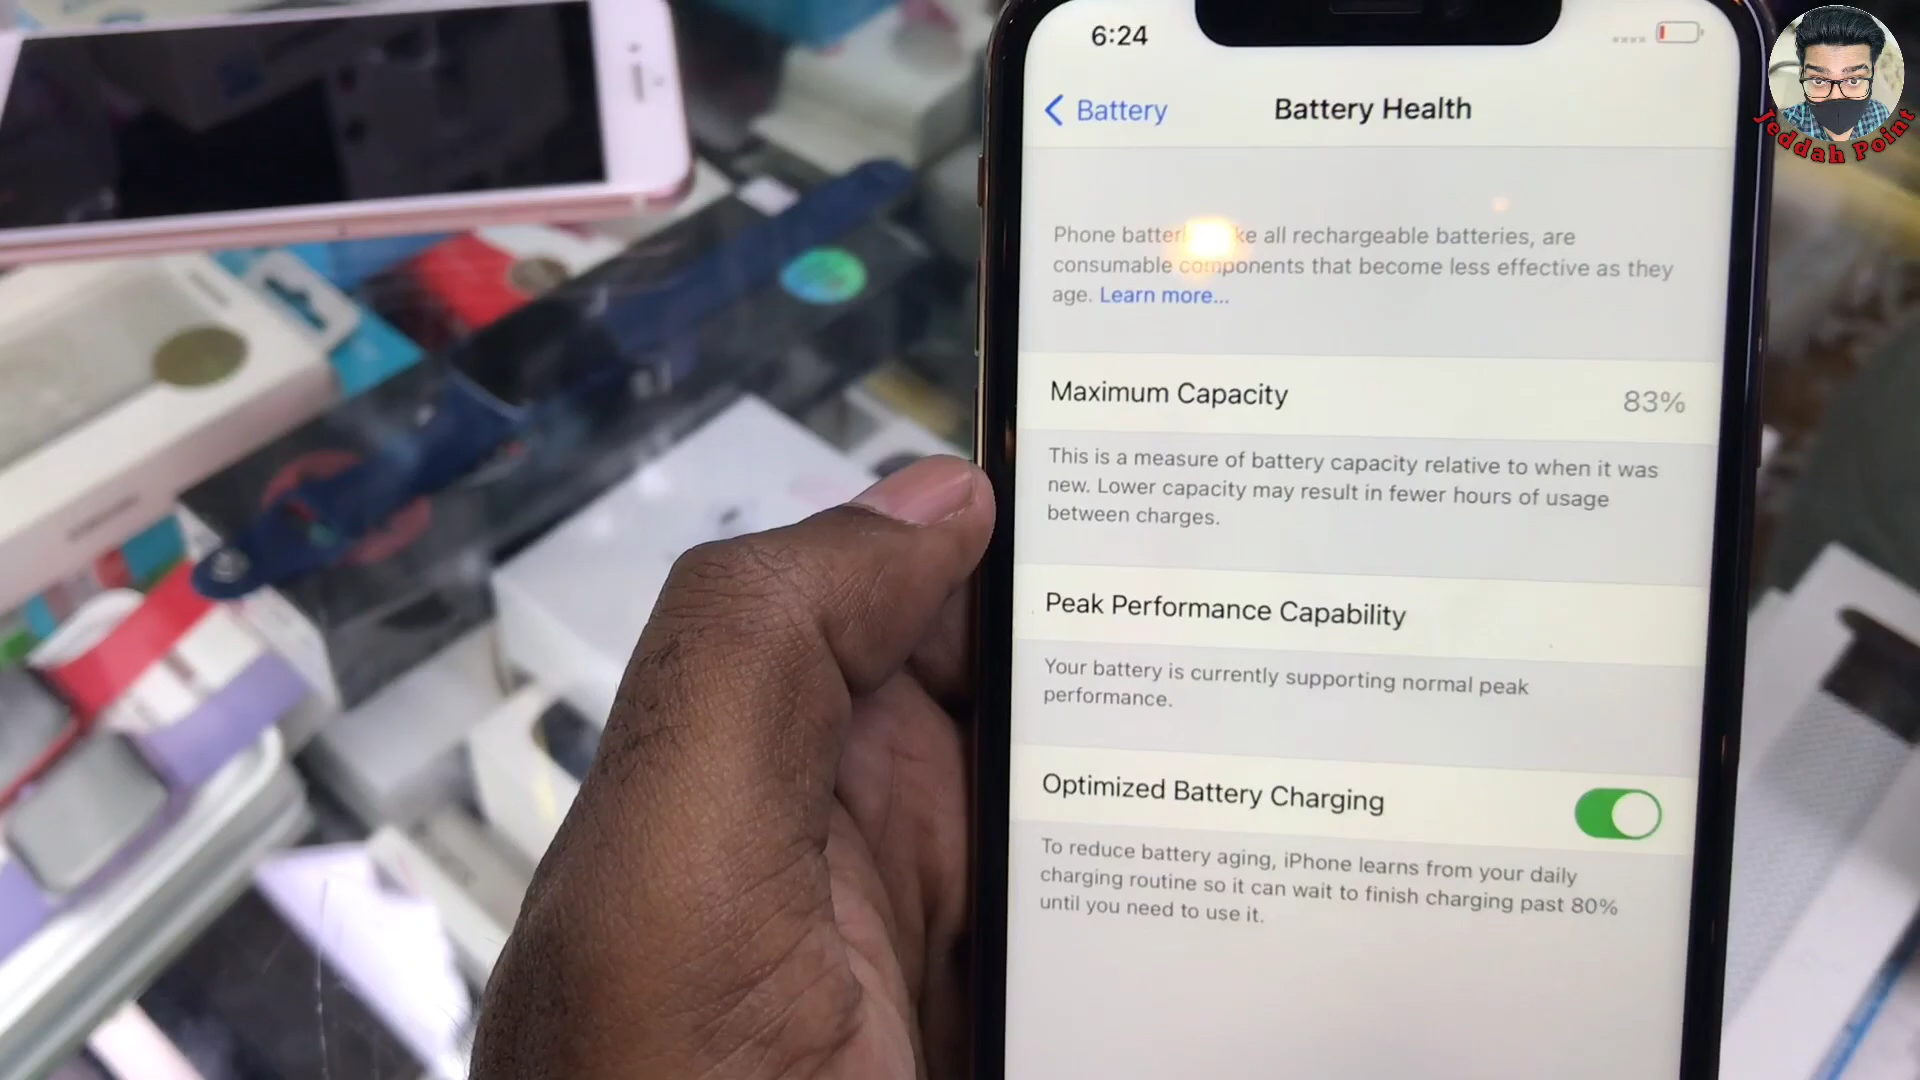 6:24
Battery
Battery Health
Phone all rechargeable batteries, are
consumable components that become less effective as they
age. Learn more...
Maximum Capacity
83%
This is a measure of battery capacity relative to when it was
new. Lower capacity may result in fewer hours of usage
between charges.
Peak Performance Capability
Your battery is currently supporting normal peak
performance.
Optimized Battery Charging
To reduce battery aging, iPhone learns from your daily
charging routine so it can wait to finish charging past 80%
until you need to use it.
Jeddah Point